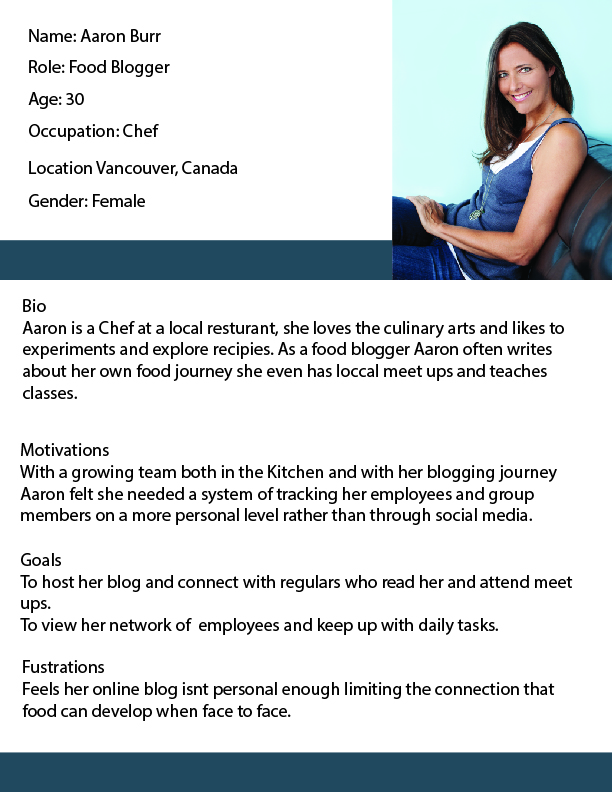 Name: Aaron Burr
Role: Food Blogger
Age: 30
Occupation: Chef
Location Vancouver, Canada
Gender: Female
Bio
Aaron is a Chef at a local resturant, she loves the culinary arts and likes to
experiments and explore recipies. As a food blogger Aaron often writes
about her own food journey she even has loccal meet ups and teaches
classes.
Motivations
With a growing team both in the Kitchen and with her blogging journey
Aaron felt she needed a system of tracking her employees and group
members on a more personal level rather than through social media.
Goals
To host her blog and connect with regulars who read her and attend meet
ups.
To view her network of  employees and keep up with daily tasks.
Fustrations
Feels her online blog isnt personal enough limiting the connection that
food can develop when face to face.